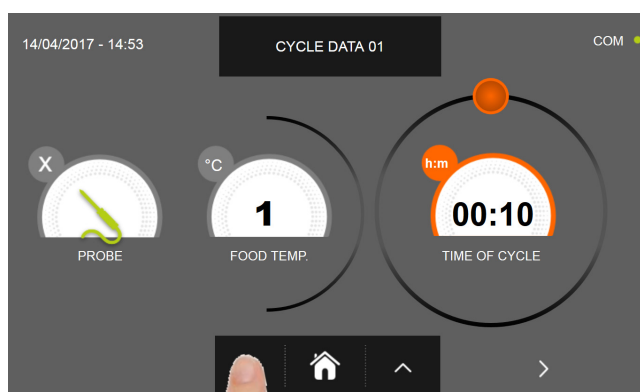 14/04/2017 - 14:53
CYCLE DATA 01
COM
X
°C
h:m
1
00:10
PROBE
FOOD TEMP.
TIME OF CYCLE